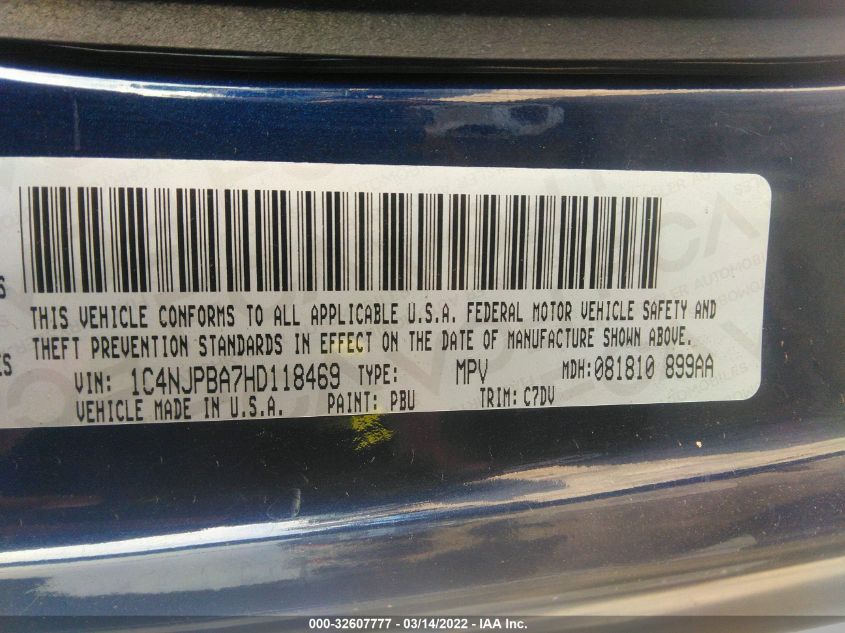 THIS VEHICLE CONFORMS TO ALL APPLICABLE U.S.A. FEDERAL MOTOR VEHICLE SAFETY AND
THEFT PREVENTION STANDARDS IN EFFECT ON THE DATE OF MANUFACTURE SHOWN ABOVE.
VIN: 1C4NJPBA7HD118469 TYPE: MPV MDH:081810 899AA
VEHICLE MADE IN U.S.A. PAINT: PBU TRIM: C7DV
000-32607777 - 03/14/2022 - IAA Inc.